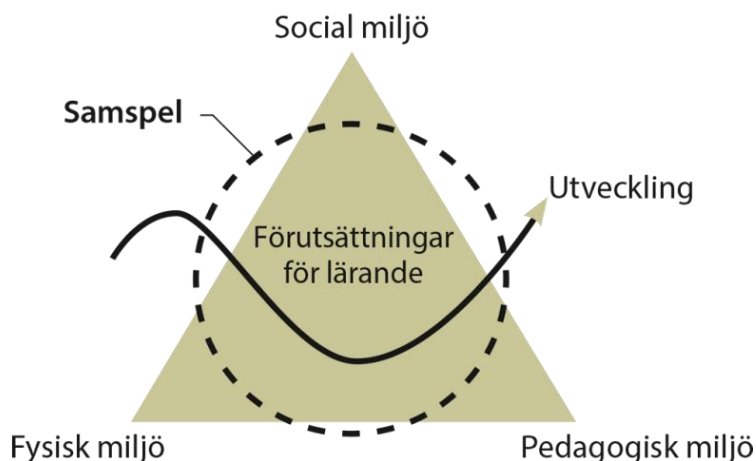 Social miljö
Samspel
Utveckling
Förutsättningar
för lärande
Fysisk miljö
Pedagogisk miljö